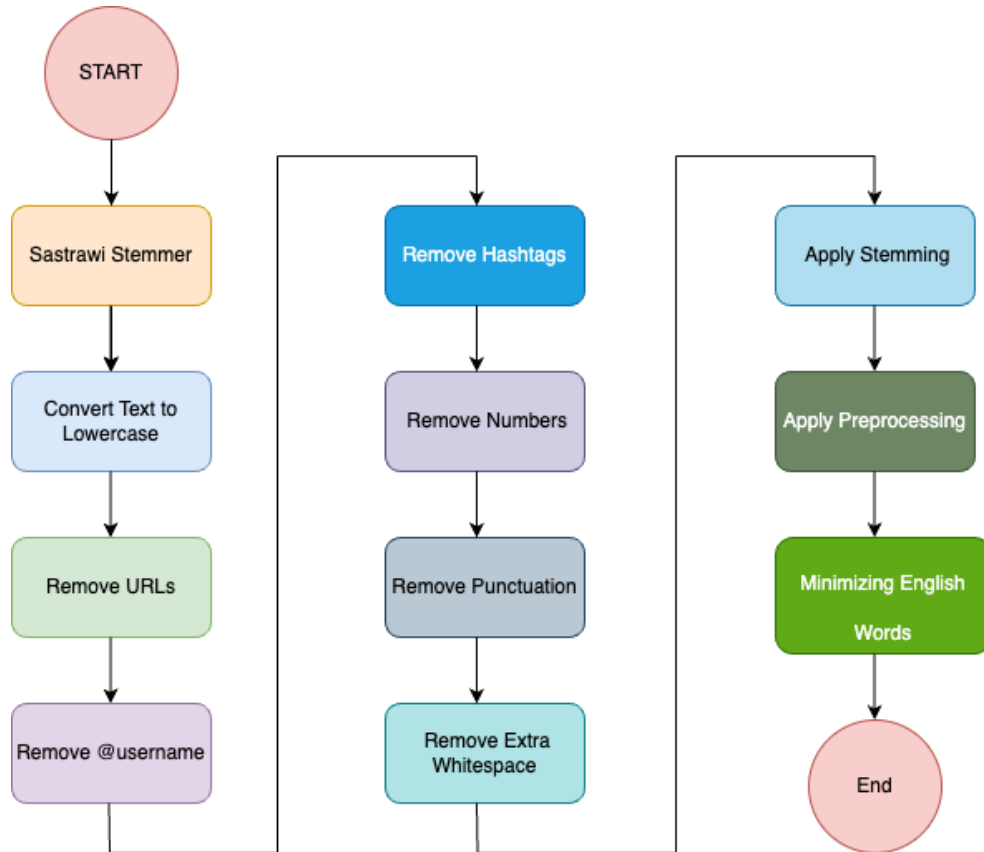 START
Sastrawi Stemmer
Convert Text to
Lowercase
Remove URLs
Remove @username
Remove Hashtags
Remove Numbers
Remove Punctuation
Remove Extra
Whitespace
Apply Stemming
Apply Preprocessing
Minimizing English
Words
End